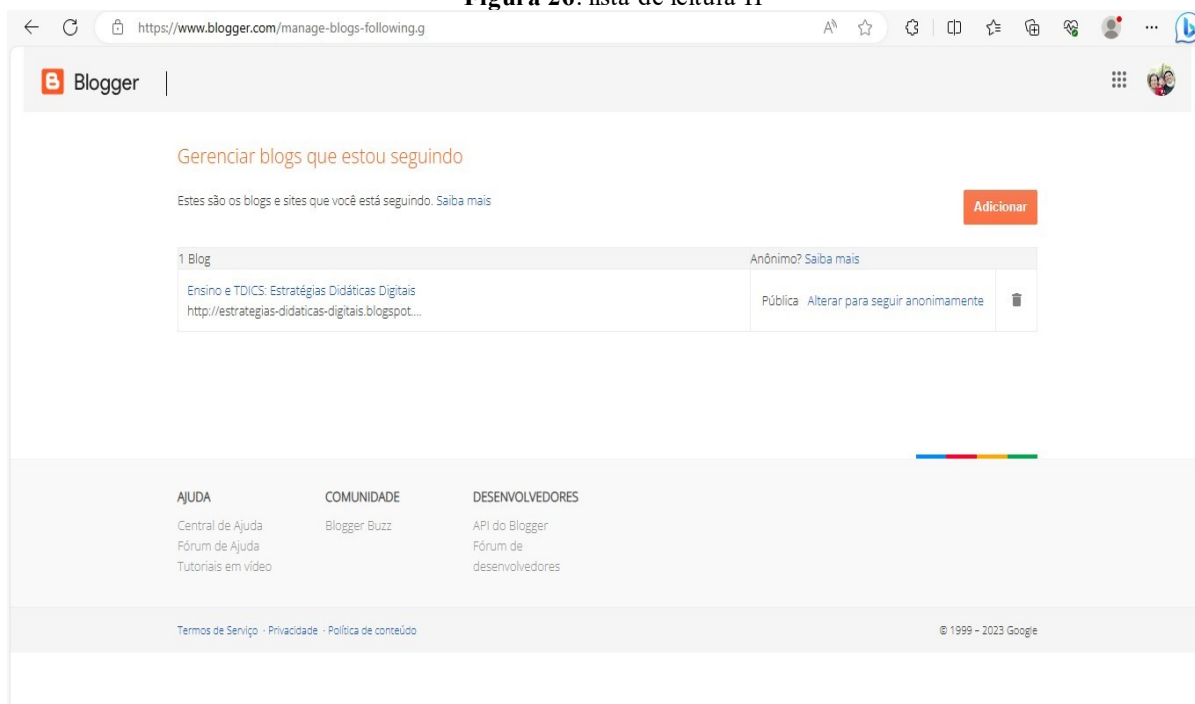 Figura 26: lista de leitura II
https://www.blogger.com/manage-blogs-following.g
Blogger
Gerenciar blogs que estou seguindo
Estes são os blogs e sites que você está seguindo. Saiba mais
Adicionar
1 Blog
Anônimo? Saiba mais
Ensino e TDICS: Estratégias Didáticas Digitais
http://estrategias-didaticas-digitais.blogspot....
Pública Alterar para seguir anonimamente
AJUDA
Central de Ajuda
Fórum de Ajuda
Tutoriais em vídeo
COMUNIDADE
Blogger Buzz
DESENVOLVEDORES
API do Blogger
Fórum de
desenvolvedores
Termos de Serviço - Privacidade - Política de conteúdo
© 1999 – 2023 Google